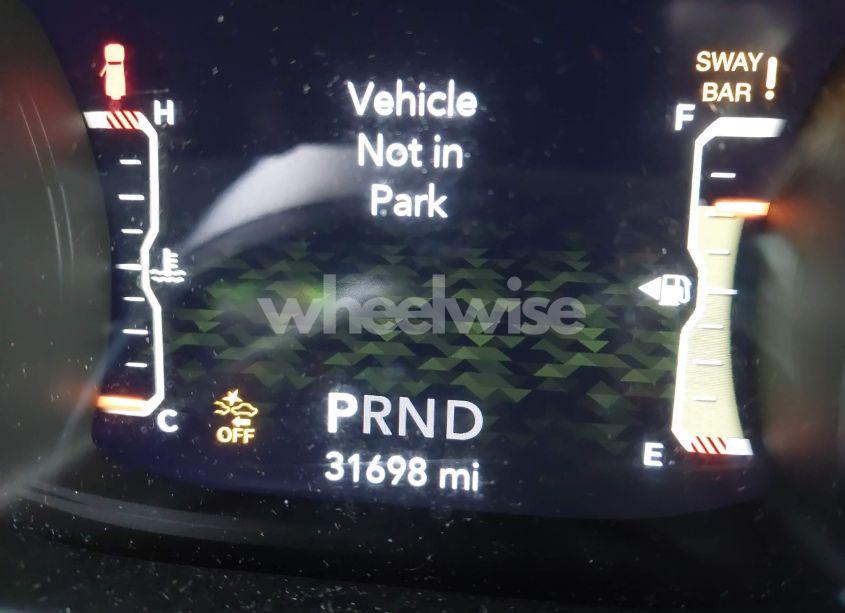 SWAY
BAR !
H
F
Vehicle
Not in
Park
wheelwise
OFF
PRND
C
E
31698 mi